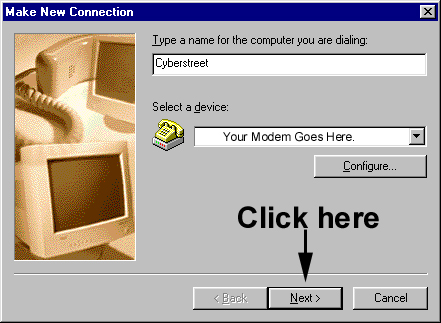 Make New Connection
Type a name for the computer you are dialing:
Cyberstreet
Select a device:
Your Modem Goes Here.
Configure...
Click here
< Back Next > Cancel